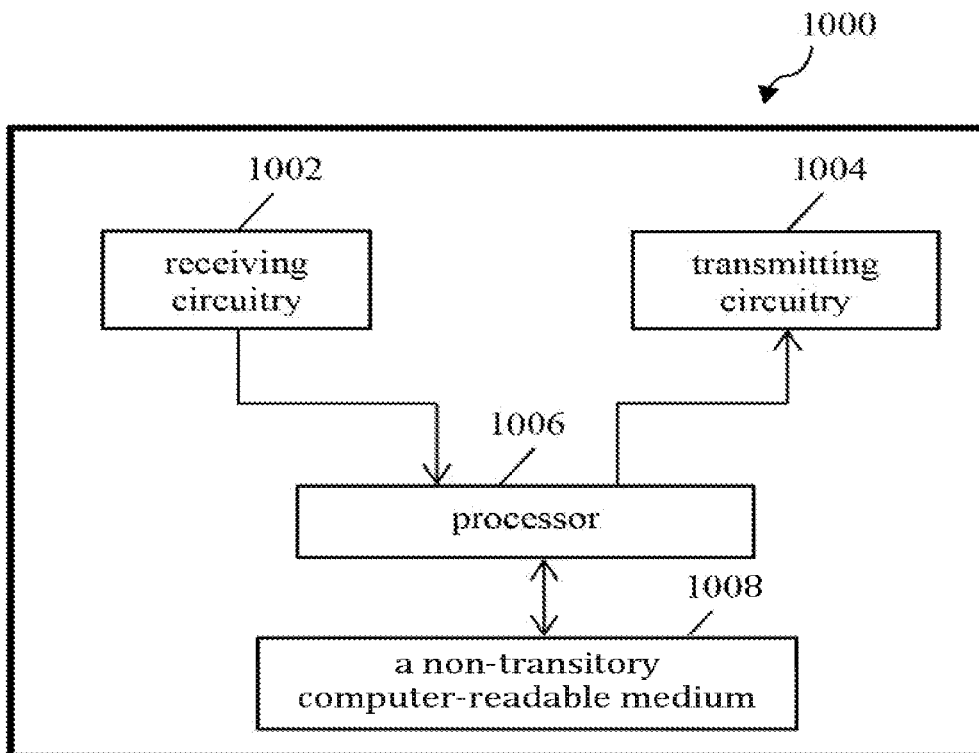 1000
1002
1004
receiving
circuitry
transmitting
circuitry
1006
processor
1008
a non-transitory
computer-readable medium